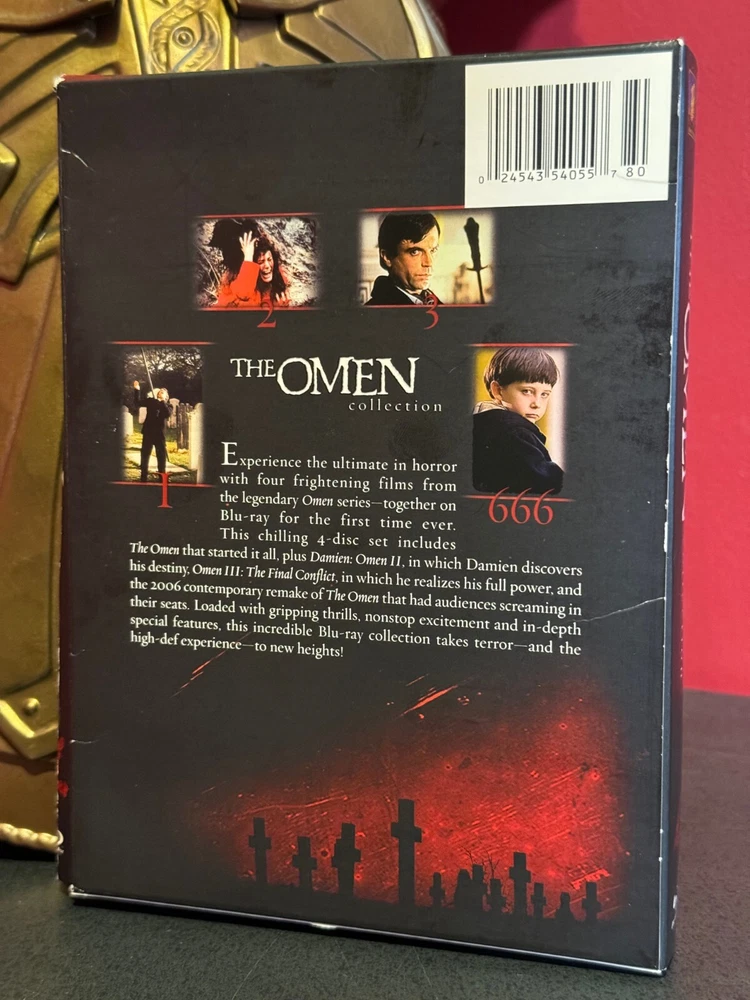 0 24543 54055 7 80
2
3
THE OMEN
collection
1
666
Experience the ultimate in horror
with four frightening films from
the legendary Omen series—together on
Blu-ray for the first time ever.
This chilling 4-disc set includes
The Omen that started it all, plus Damien: Omen II, in which Damien discovers
his destiny, Omen III: The Final Conflict, in which he realizes his full power, and
the 2006 contemporary remake of The Omen that had audiences screaming in
their seats. Loaded with gripping thrills, nonstop excitement and in-depth
special features, this incredible Blu-ray collection takes terror—and the
high-def experience—to new heights!